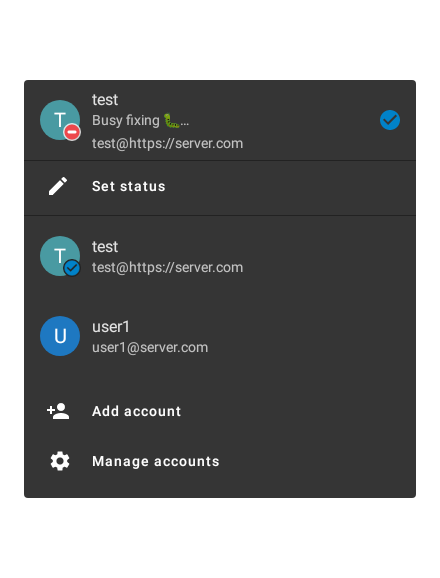 T
test
Busy fixing 🐛…
test@https://server.com
Set status
T
test
test@https://server.com
U
user1
user1@server.com
Add account
Manage accounts